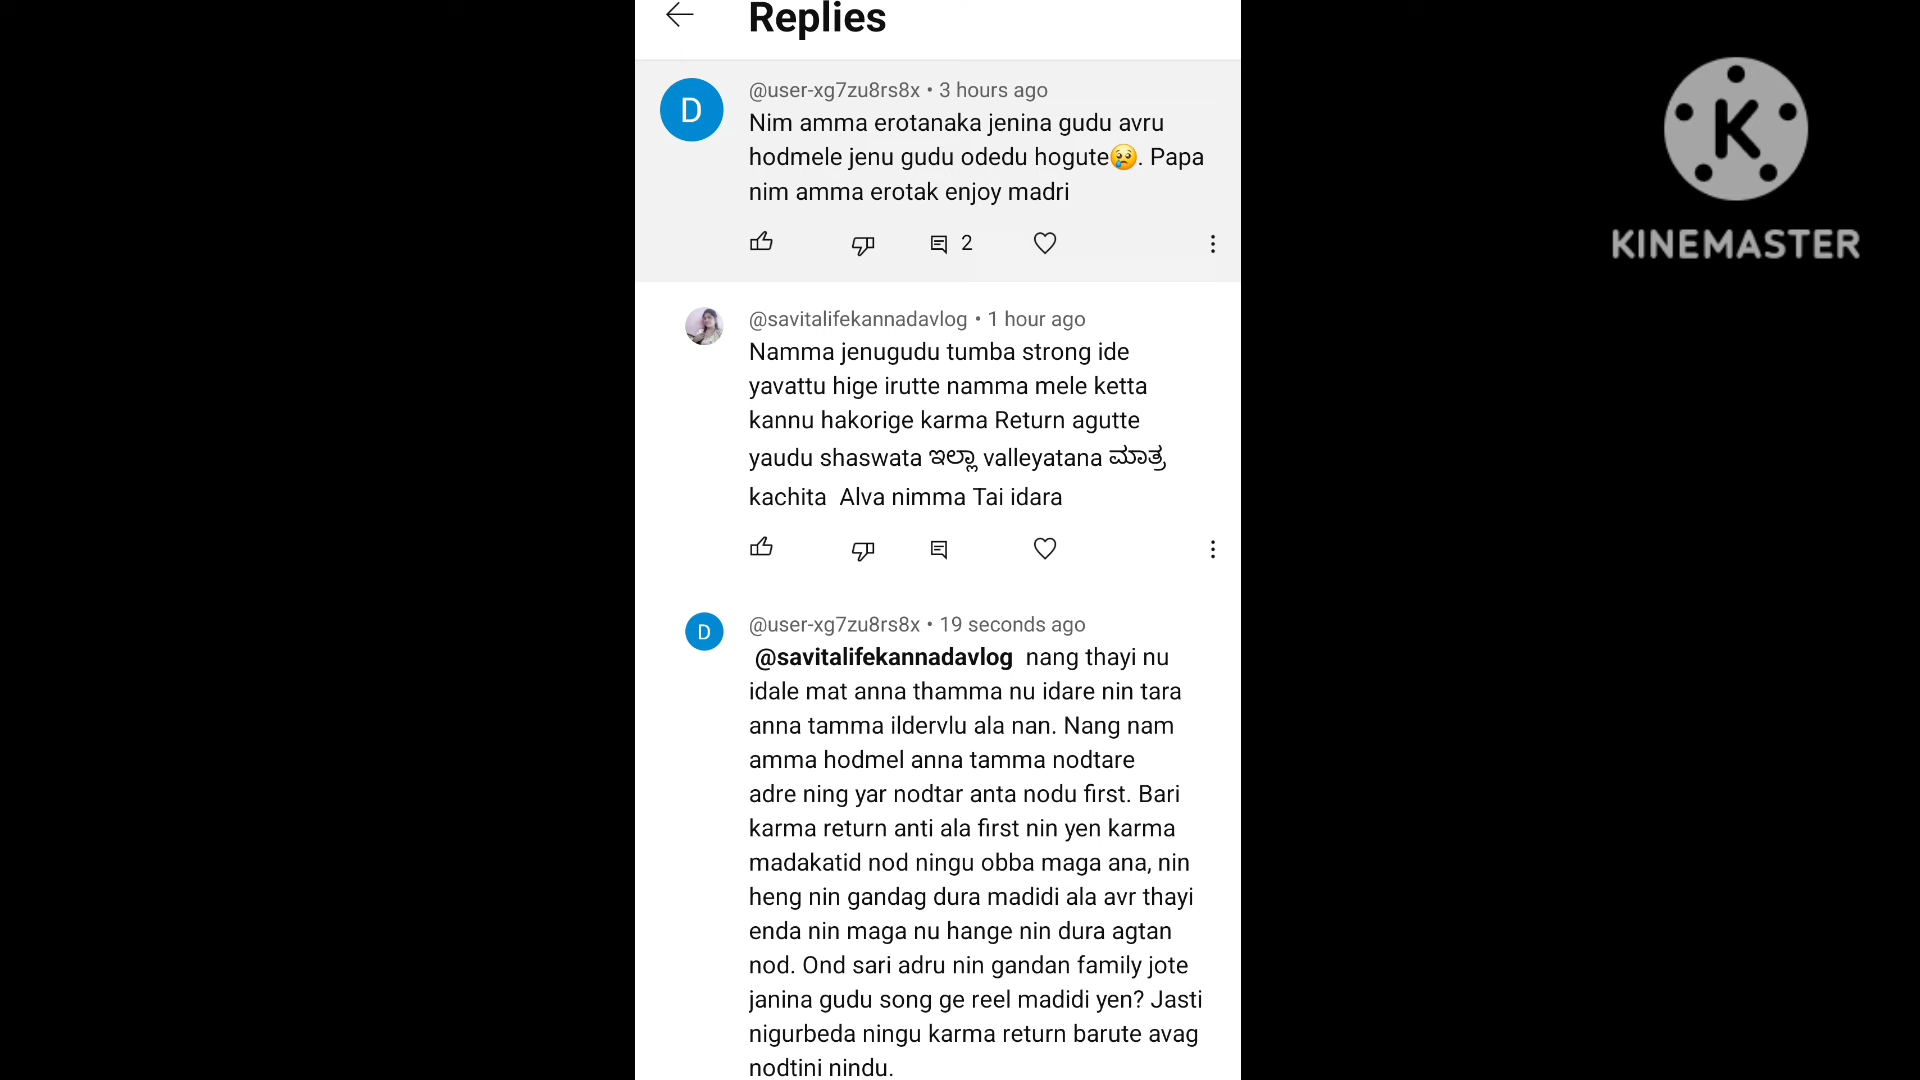 Replies
D
@user-xg7zu8rs8x • 3 hours ago
Nim amma erotanaka jenina gudu avru
hodmele jenu gudu odedu hogute😢. Papa
nim amma erotak enjoy madri
2
@savitalifekannadavlog • 1 hour ago
Namma jenugudu tumba strong ide
yavattu hige irutte namma mele ketta
kannu hakorige karma Return agutte
yaudu shaswata ಇಲ್ಲಾ valleyatana ಮಾತ್ರ
kachita  Alva nimma Tai idara
D
@user-xg7zu8rs8x • 19 seconds ago
@savitalifekannadavlog  nang thayi nu
idale mat anna thamma nu idare nin tara
anna tamma ildervlu ala nan. Nang nam
amma hodmel anna tamma nodtare
adre ning yar nodtar anta nodu first. Bari
karma return anti ala first nin yen karma
madakatid nod ningu obba maga ana, nin
heng nin gandag dura madidi ala avr thayi
enda nin maga nu hange nin dura agtan
nod. Ond sari adru nin gandan family jote
janina gudu song ge reel madidi yen? Jasti
nigurbeda ningu karma return barute avag
nodtini nindu.
K
KINEMASTER